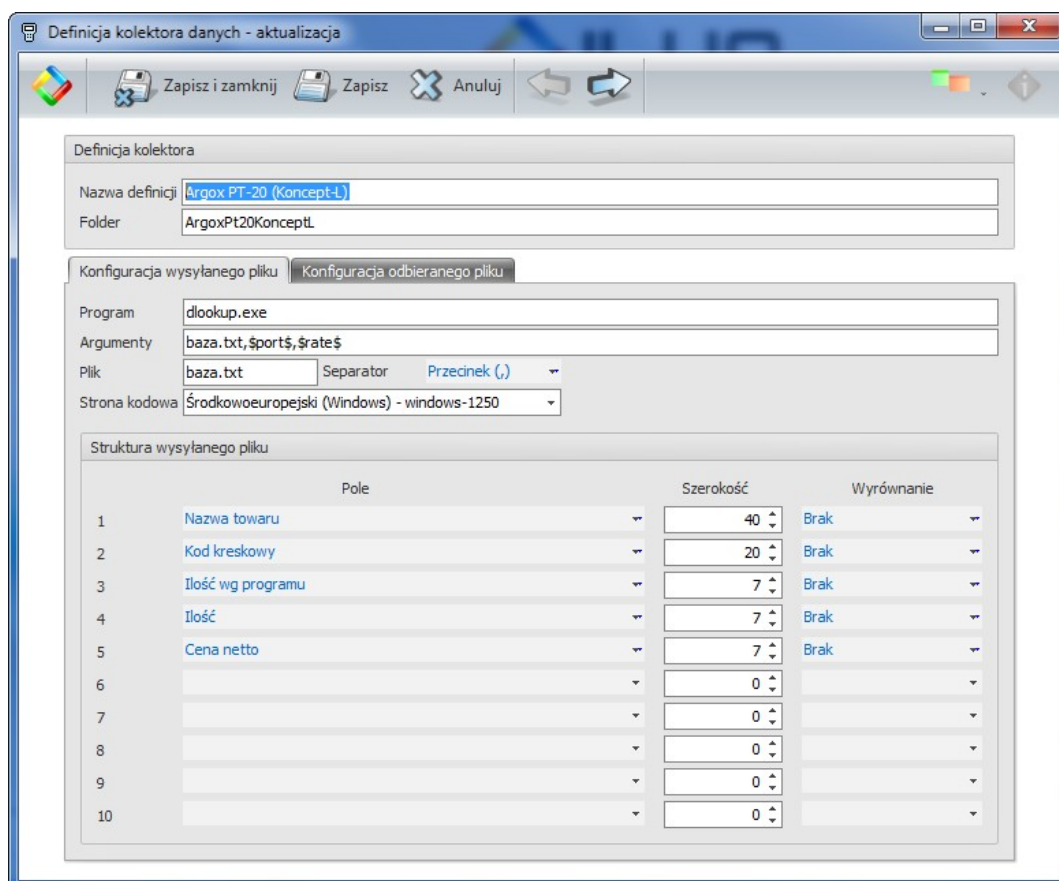 Definicja kolektora danych - aktualizacja
Zapisz i zamknij Zapisz Anuluj
Definicja kolektora
Nazwa definicji Argox PT-20 (Koncept-L)
Folder ArgoxPt20KonceptL
Konfiguracja wysyłanego pliku Konfiguracja odbieranego pliku
Program dlookup.exe
Argumenty baza.txt,$port$,$rate$
Plik baza.txt Separator Przecinek (,)
Strona kodowa Środkowoeuropejski (Windows) - windows-1250
Struktura wysyłanego pliku
Pole Szerokość Wyrównanie
1 Nazwa towaru 40 Brak
2 Kod kreskowy 20 Brak
3 Ilość wg programu 7 Brak
4 Ilość 7 Brak
5 Cena netto 7 Brak
6 0
7 0
8 0
9 0
10 0